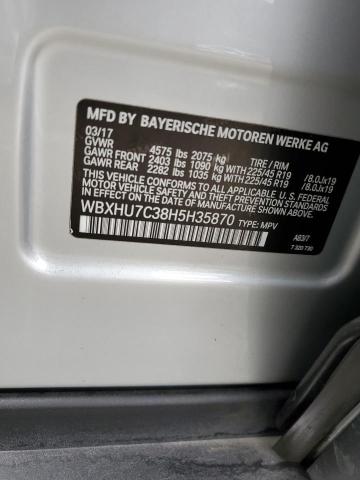 MFD BY BAYERISCHE MOTOREN WERKE AG
03/17
GVWR 4575 lbs 2075 kg TIRE / RIM
GAWR FRONT 2403 lbs 1090 kg WITH 225/45 R19 /8.0Jx19
GAWR REAR 2282 lbs 1035 kg WITH 225/45 R19 /8.0Jx19
THIS VEHICLE CONFORMS TO ALL APPLICABLE U.S. FEDERAL
MOTOR VEHICLE SAFETY, BUMPER, AND THEFT PREVENTION
STANDARDS IN EFFECT ON THE DATE OF MANUFACTURE SHOWN ABOVE.
WBXHU7C38H5H35870 TYPE: MPV
A83/7
T 320 730